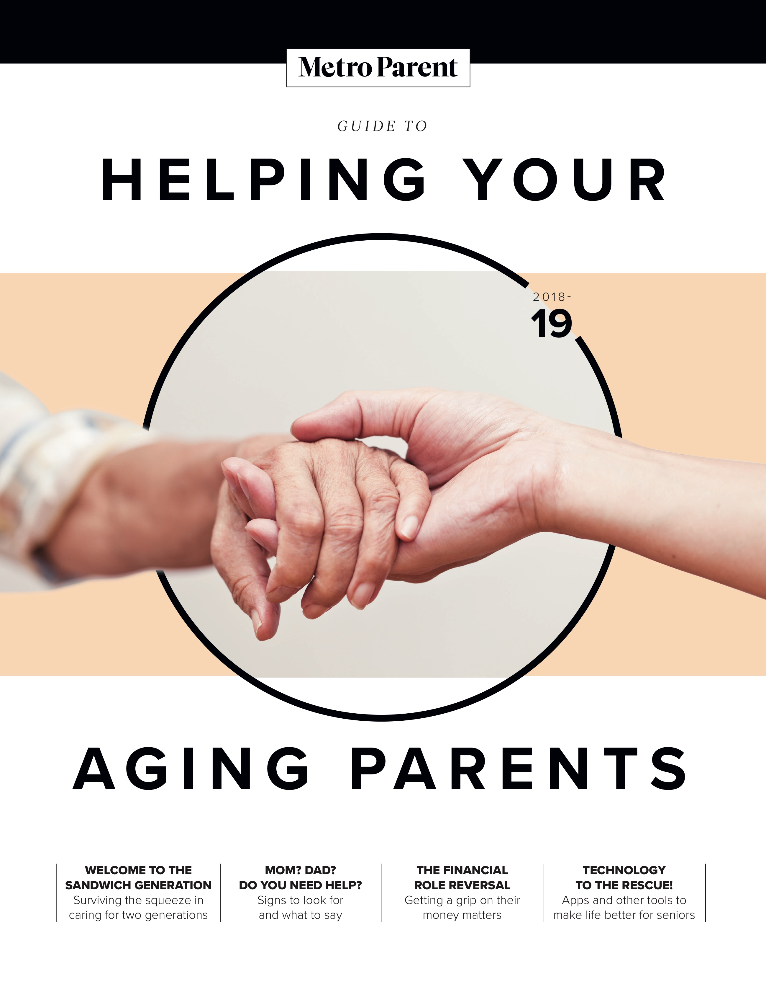 Metro Parent
GUIDE TO
HELPING YOUR
2018-
19
AGING PARENTS
WELCOME TO THE
SANDWICH GENERATION
Surviving the squeeze in
caring for two generations
MOM? DAD?
DO YOU NEED HELP?
Signs to look for
and what to say
THE FINANCIAL
ROLE REVERSAL
Getting a grip on their
money matters
TECHNOLOGY
TO THE RESCUE!
Apps and other tools to
make life better for seniors